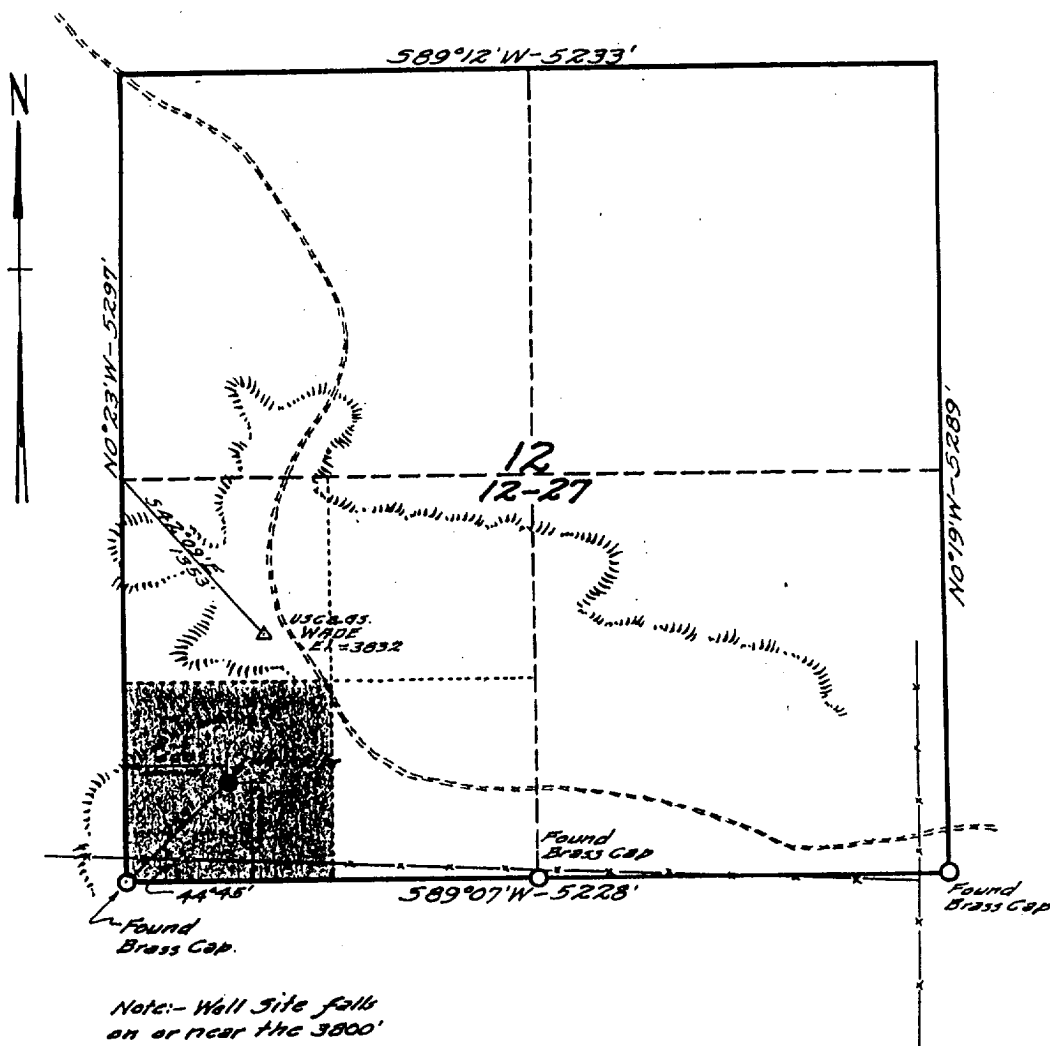 S89°12'W-5233'
N
N0°23'W-5297'
12
12-27
N0°19'W-5289'
S42°09'E
1353'
USC&GS.
WADE
EL=3832
Found
Brass Cap
44°45'
S89°07'W-5228'
Found
Brass Cap.
Found
Brass Cap
Note:- Well Site falls
on or near the 3800'